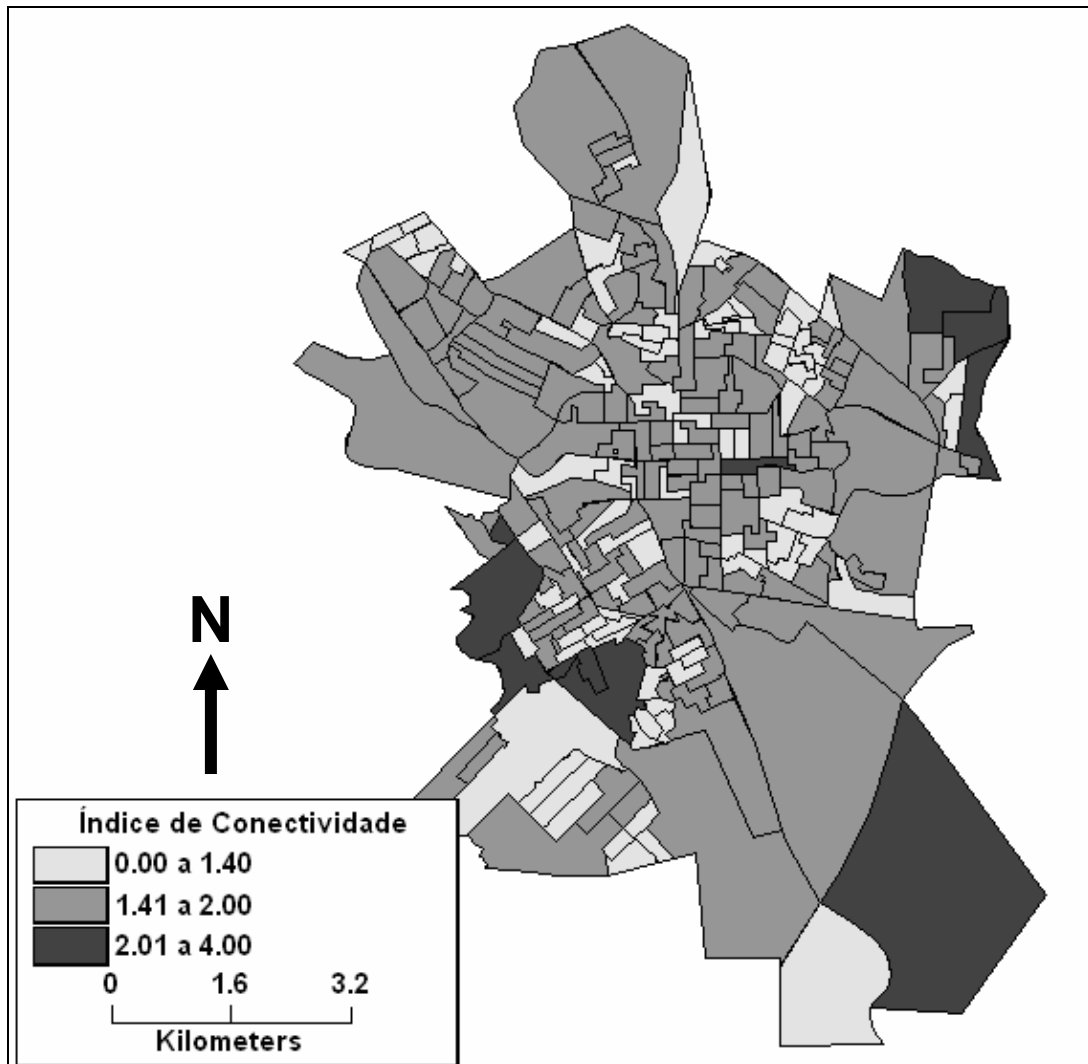 N
Índice de Conectividade
0.00 a 1.40
1.41 a 2.00
2.01 a 4.00
0 1.6 3.2
Kilometers